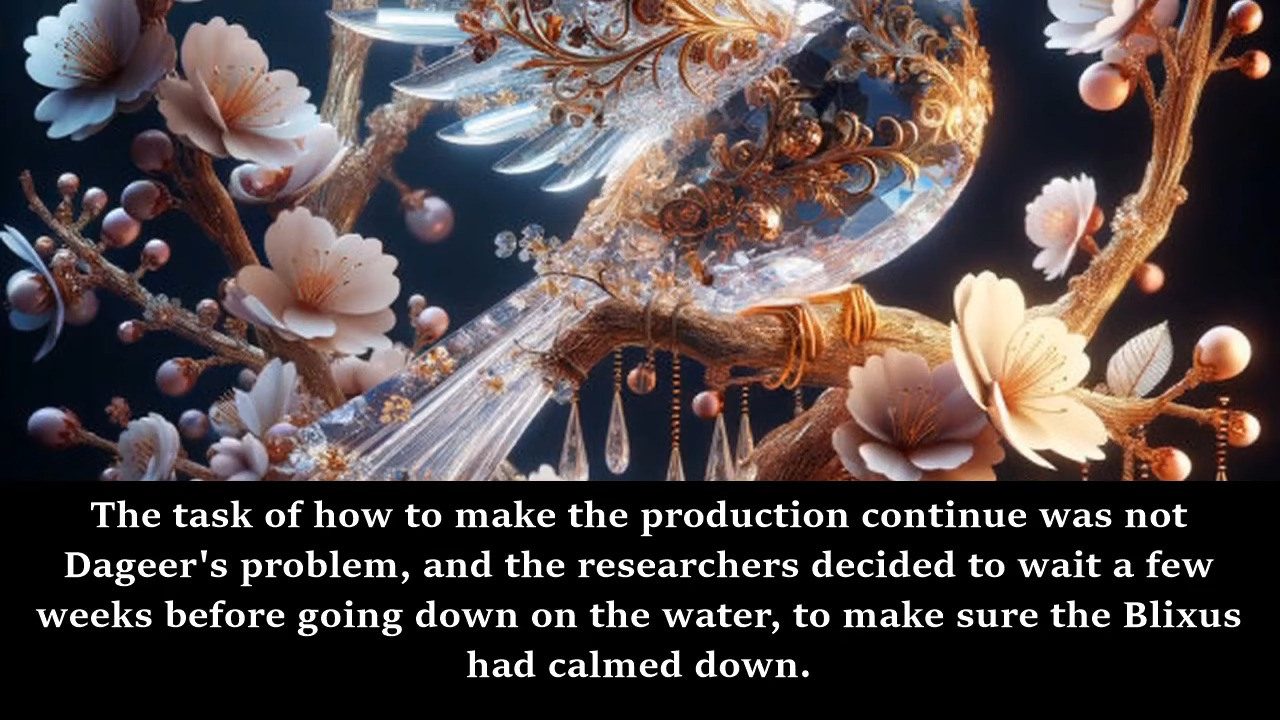 The task of how to make the production continue was not
Dageer's problem, and the researchers decided to wait a few
weeks before going down on the water, to make sure the Blixus
had calmed down.